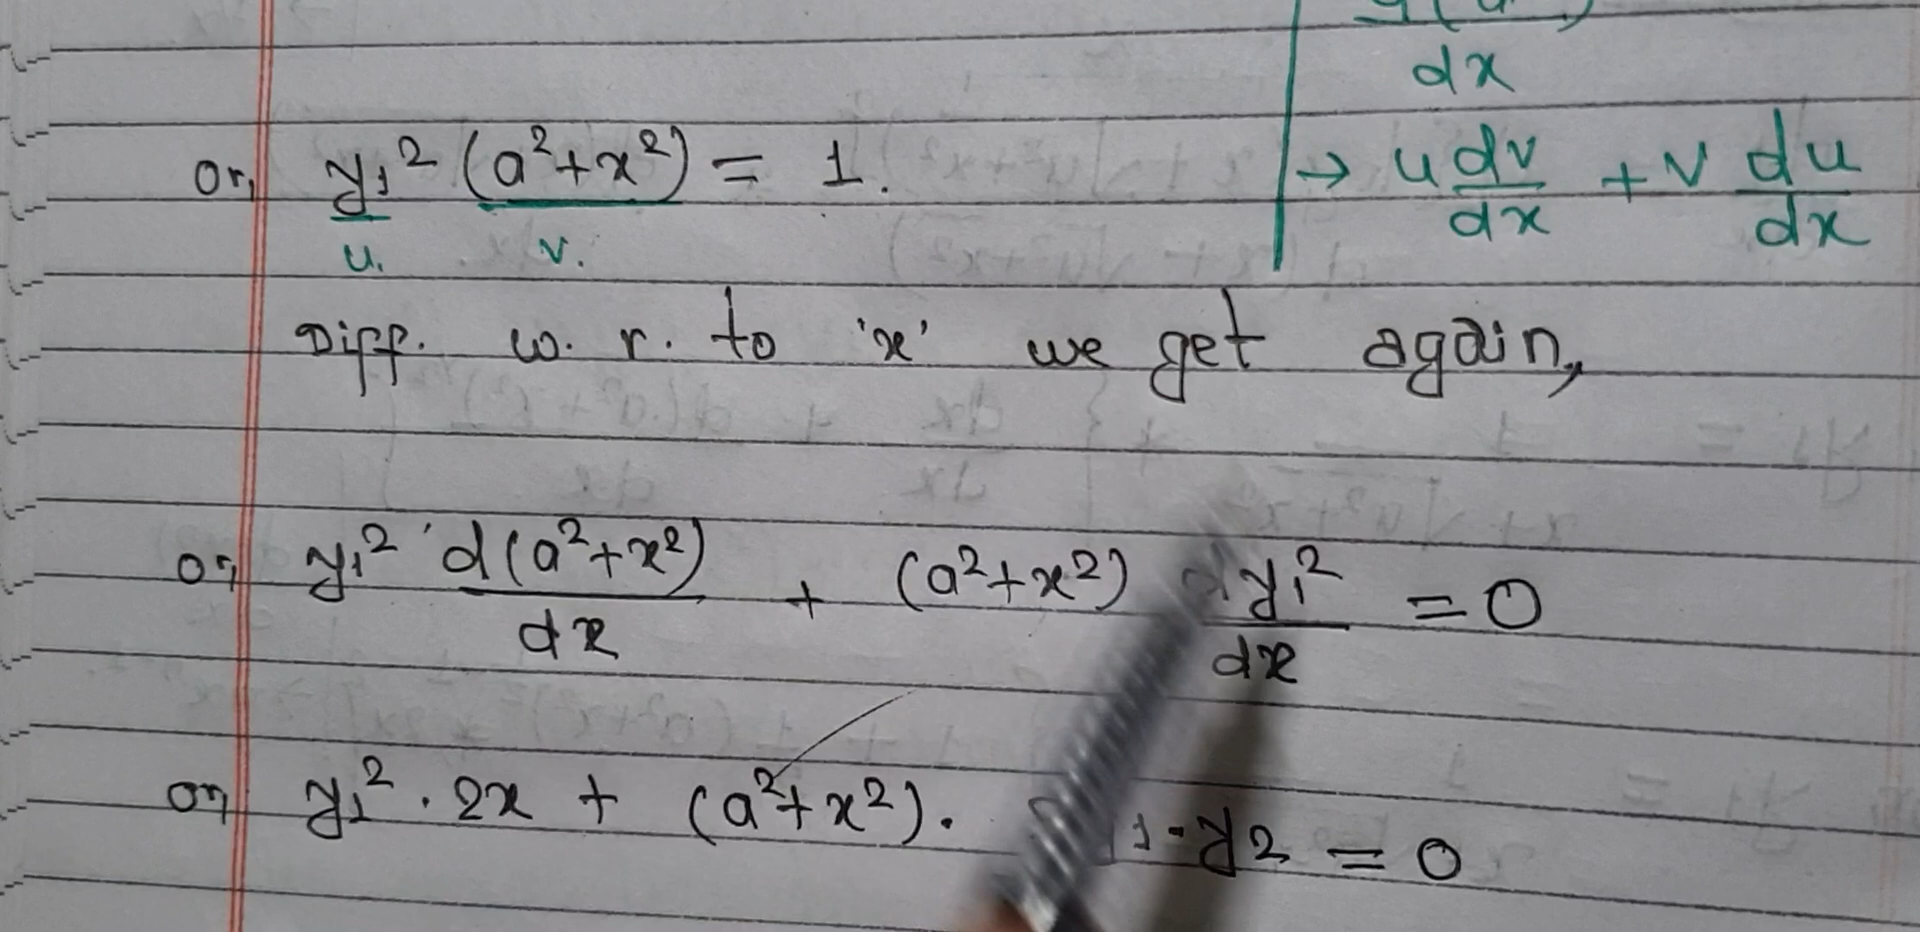 dx
or, y₁² (a²+x²) = 1.
→ u dv/dx + v du/dx
u. v.
Diff. w. r. to 'x' we get again,
or, y₁² d(a²+x²)/dx + (a²+x²) dy₁²/dx = 0
or, y₁² . 2x + (a²+x²). 1 . y2 = 0